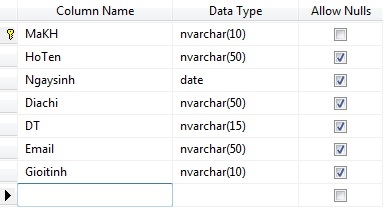 Column Name Data Type Allow Nulls
MaKH nvarchar(10)
HoTen nvarchar(50)
Ngaysinh date
Diachi nvarchar(50)
DT nvarchar(15)
Email nvarchar(50)
Gioitinh nvarchar(10)